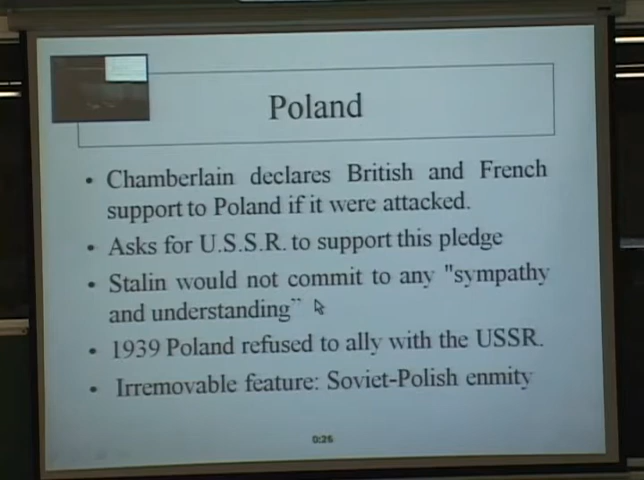 Poland
• Chamberlain declares British and French
support to Poland if it were attacked.
• Asks for U.S.S.R. to support this pledge
• Stalin would not commit to any "sympathy
and understanding¨
• 1939 Poland refused to ally with the USSR.
• Irremovable feature: Soviet-Polish enmity
0:26